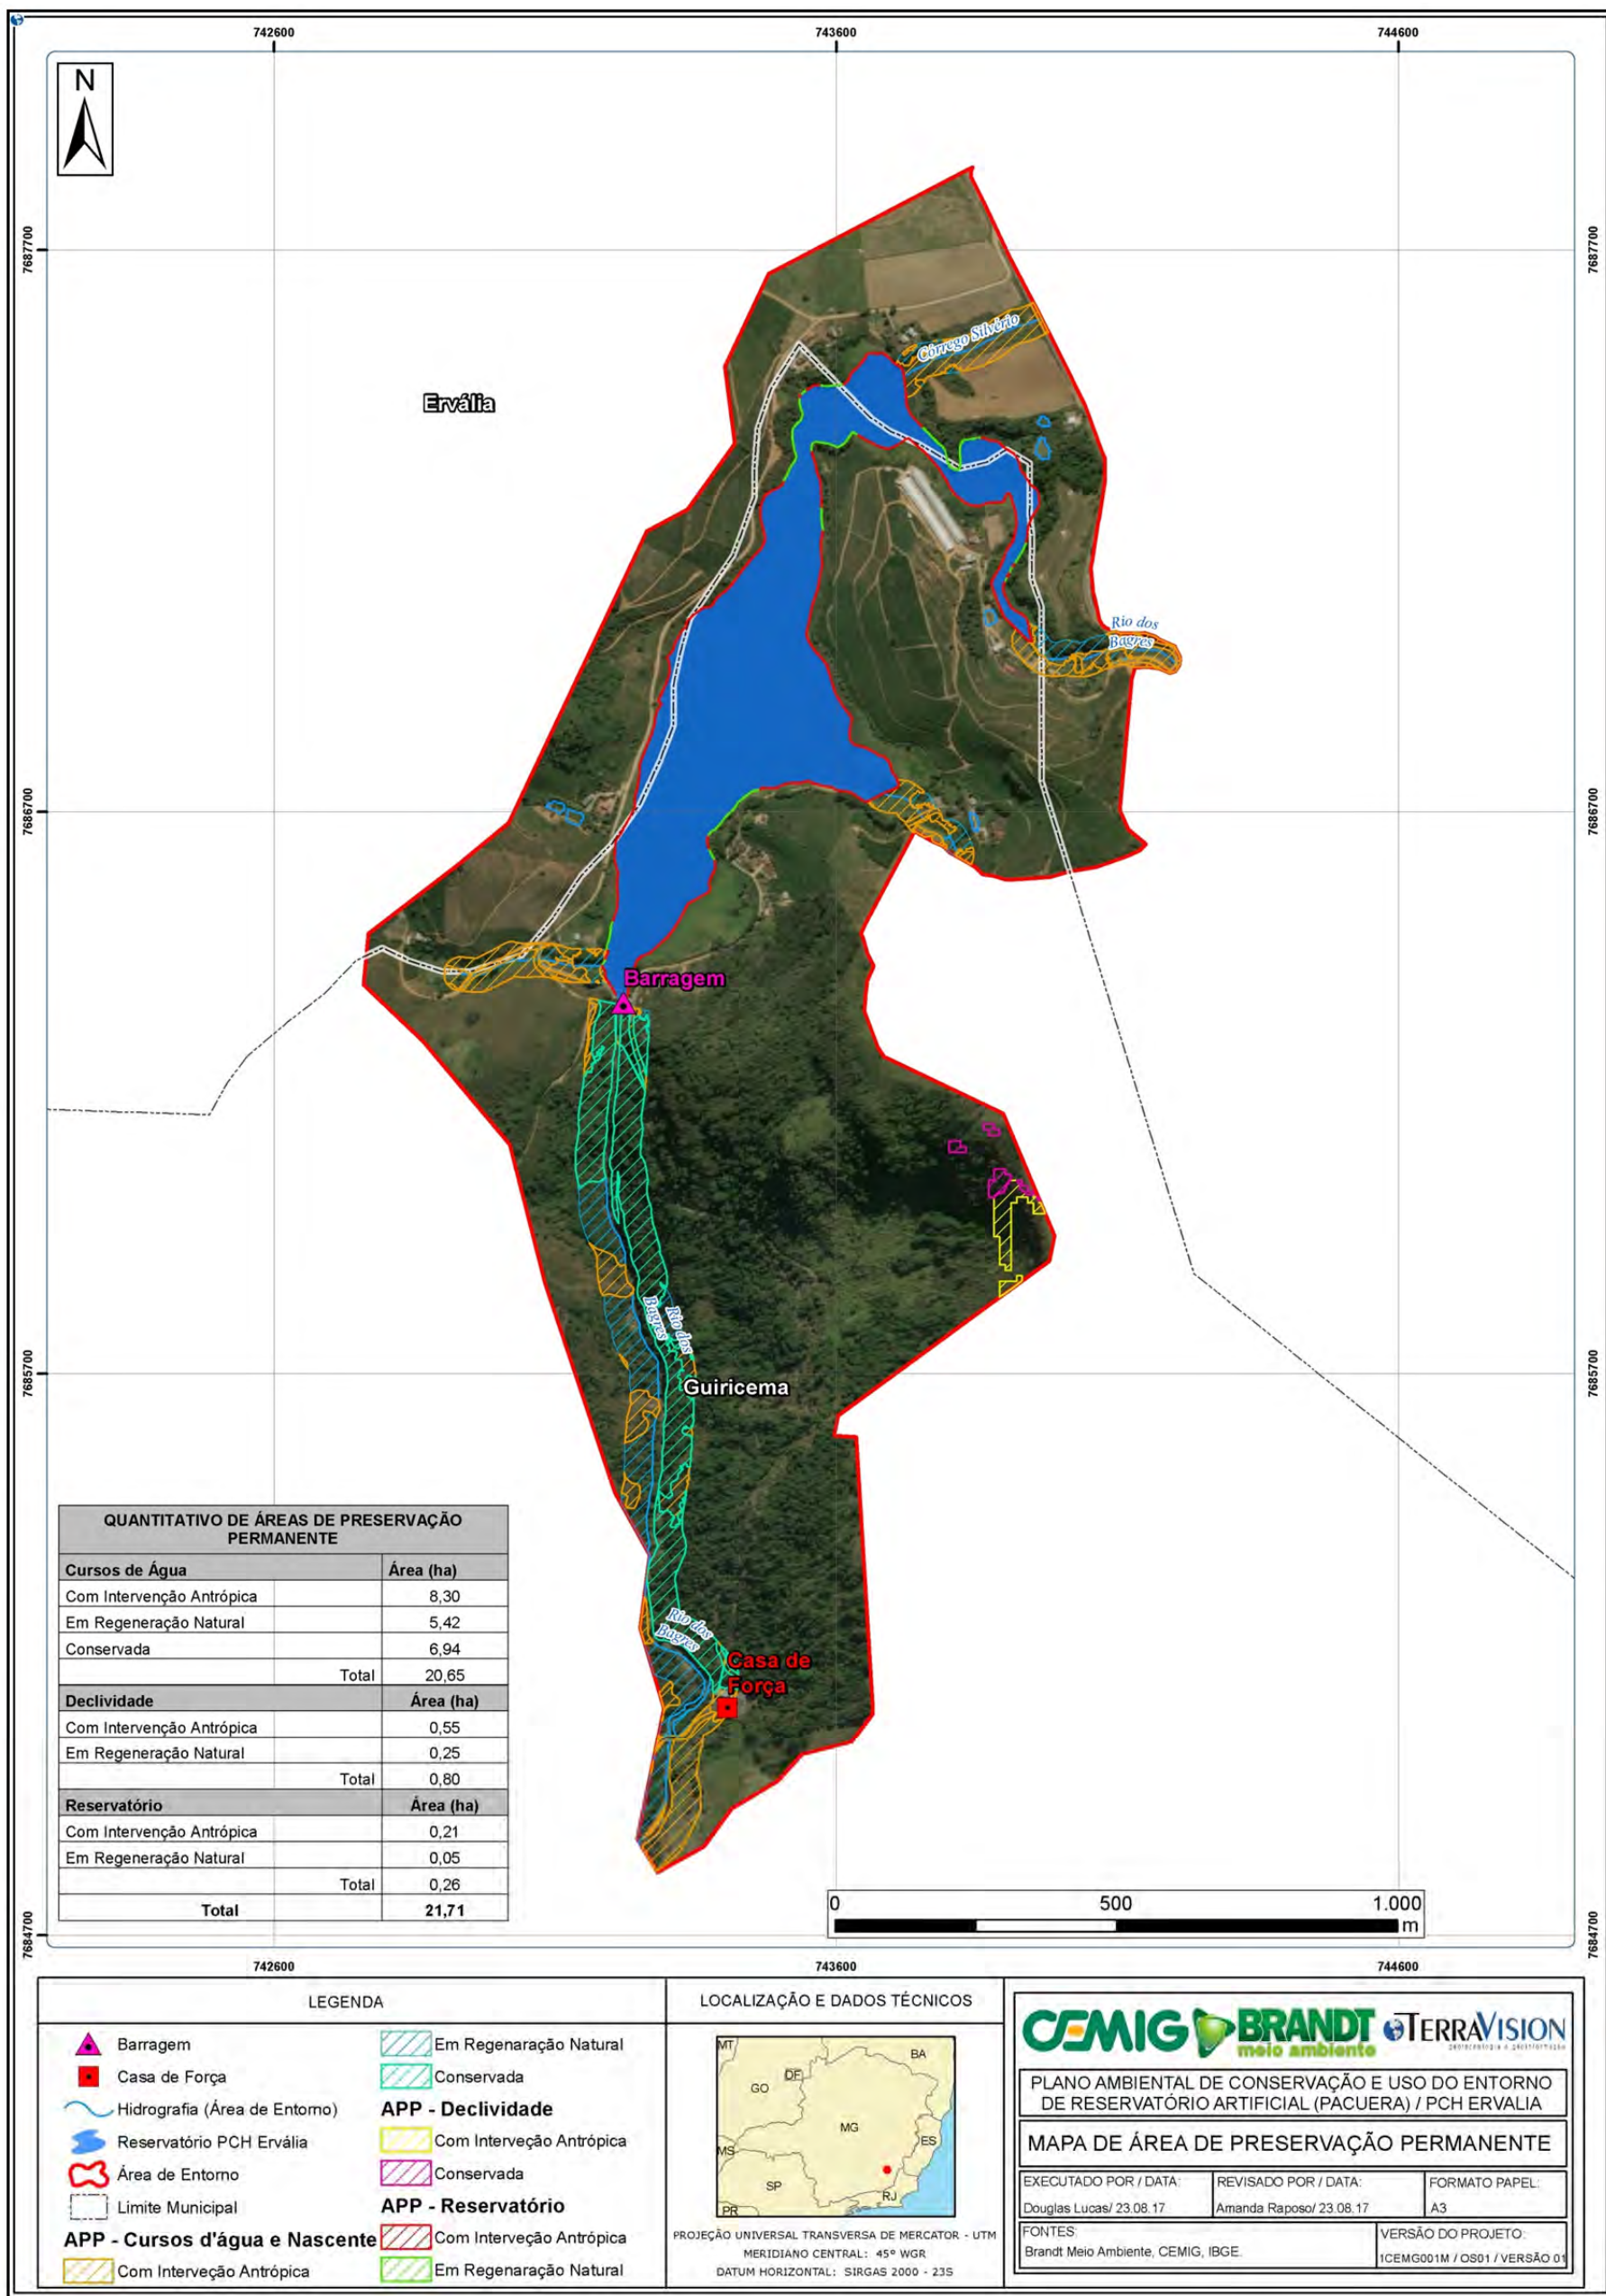 742600
743600
744600
N
7687700
7687700
Córrego Silvério
Ervália
Rio dos
Bagres
7686700
7686700
Barragem
Rio dos
Bagres
7685700
7685700
Guiricema
QUANTITATIVO DE ÁREAS DE PRESERVAÇÃO
PERMANENTE
Cursos de Água Área (ha)
Com Intervenção Antrópica 8,30
Em Regeneração Natural 5,42
Conservada 6,94
Total 20,65
Declividade Área (ha)
Com Intervenção Antrópica 0,55
Em Regeneração Natural 0,25
Total 0,80
Reservatório Área (ha)
Com Intervenção Antrópica 0,21
Em Regeneração Natural 0,05
Total 0,26
Total 21,71
Rio dos
Bagres
Casa de
Força
0 500 1.000
m
7684700
7684700
742600
743600
744600
LEGENDA
Barragem
Casa de Força
Hidrografia (Área de Entorno)
Reservatório PCH Ervália
Área de Entorno
Limite Municipal
APP - Cursos d'água e Nascente
Com Interveção Antrópica
Em Regenaração Natural
Conservada
APP - Declividade
Com Interveção Antrópica
Conservada
APP - Reservatório
Com Interveção Antrópica
Em Regenaração Natural
LOCALIZAÇÃO E DADOS TÉCNICOS
MT
BA
DF
GO
MG
ES
MS
SP
RJ
PR
PROJEÇÃO UNIVERSAL TRANSVERSA DE MERCATOR - UTM
MERIDIANO CENTRAL: 45º WGR
DATUM HORIZONTAL: SIRGAS 2000 - 23S
CEMIG BRANDT TERRAVISION
meio ambiente
PLANO AMBIENTAL DE CONSERVAÇÃO E USO DO ENTORNO
DE RESERVATÓRIO ARTIFICIAL (PACUERA) / PCH ERVALIA
MAPA DE ÁREA DE PRESERVAÇÃO PERMANENTE
EXECUTADO POR / DATA:
Douglas Lucas/ 23.08.17
REVISADO POR / DATA:
Amanda Raposo/ 23.08.17
FORMATO PAPEL:
A3
FONTES:
Brandt Meio Ambiente, CEMIG, IBGE.
VERSÃO DO PROJETO:
1CEMG001M / OS01 / VERSÃO 01